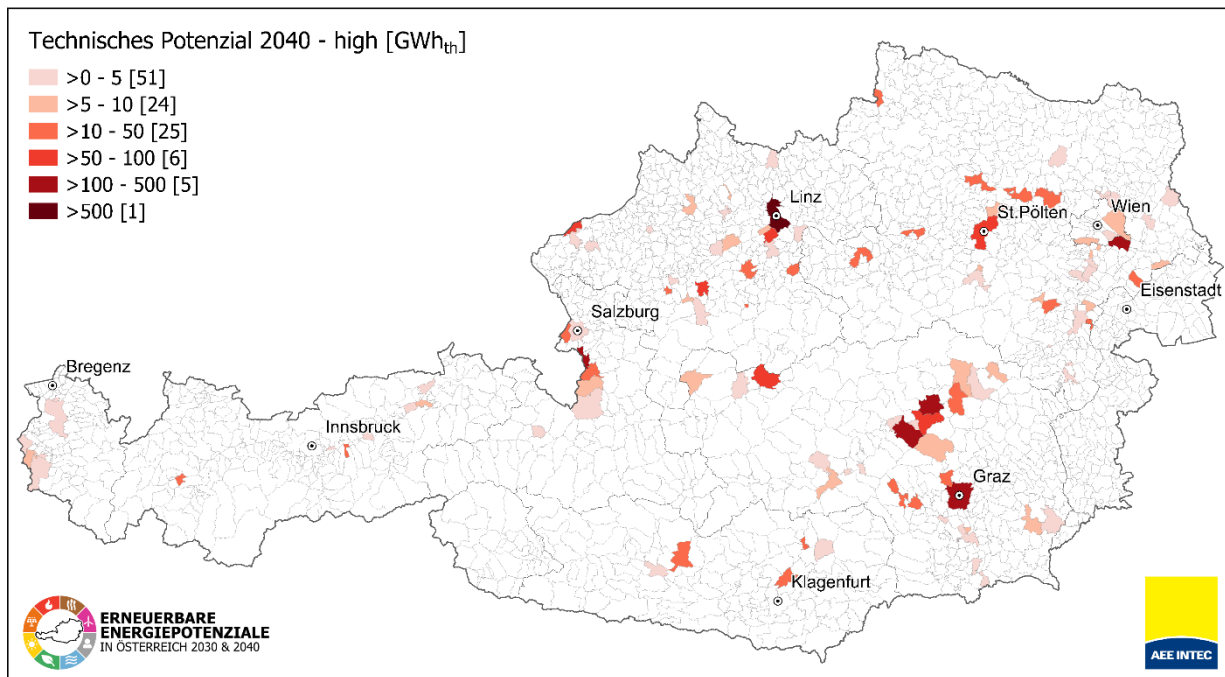 Technisches Potenzial 2040 - high [GWhth]
>0 - 5 [51]
>5 - 10 [24]
>10 - 50 [25]
>50 - 100 [6]
>100 - 500 [5]
>500 [1]
Linz
St.Pölten
Wien
Eisenstadt
Salzburg
Bregenz
Innsbruck
Graz
Klagenfurt
ERNEUERBARE
ENERGIEPOTENZIALE
IN ÖSTERREICH 2030 & 2040
AEE INTEC